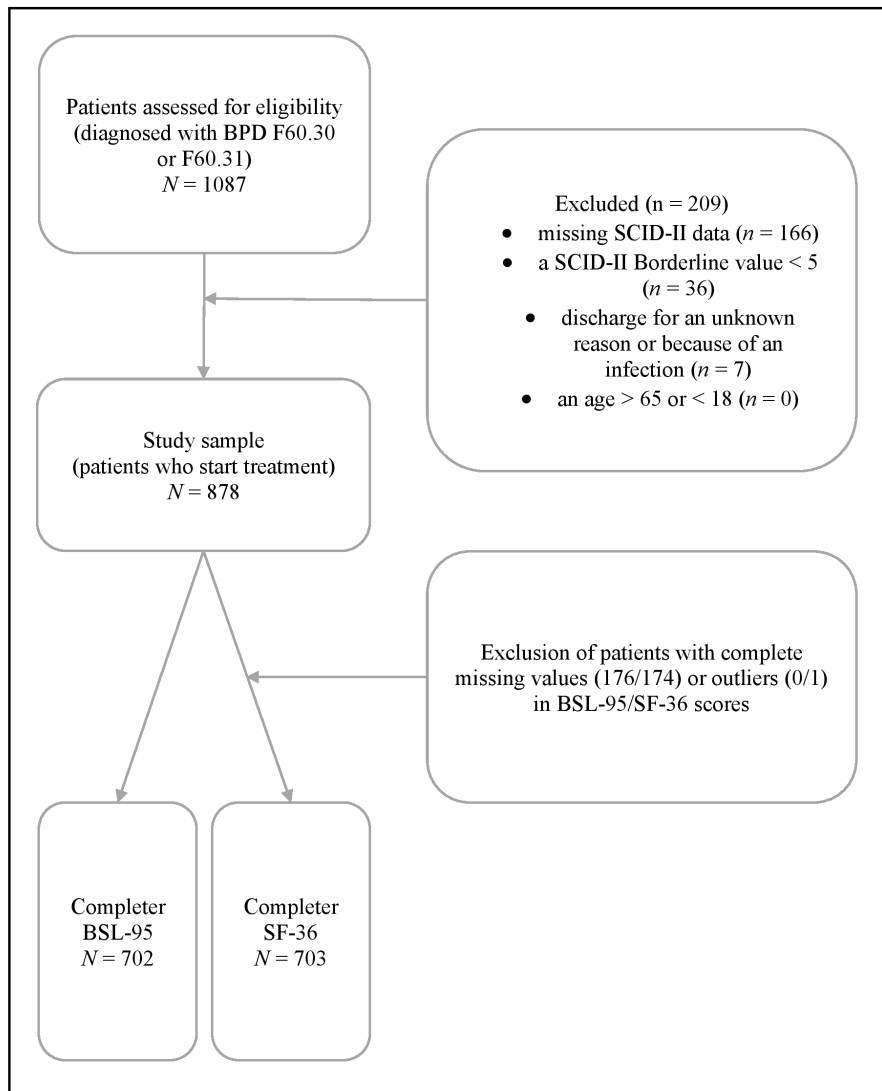 Patients assessed for eligibility
(diagnosed with BPD F60.30
or F60.31)
N = 1087
Excluded (n = 209)
• missing SCID-II data (n = 166)
• a SCID-II Borderline value < 5
(n = 36)
• discharge for an unknown
reason or because of an
infection (n = 7)
• an age > 65 or < 18 (n = 0)
Study sample
(patients who start treatment)
N = 878
Exclusion of patients with complete
missing values (176/174) or outliers (0/1)
in BSL-95/SF-36 scores
Completer
BSL-95
N = 702
Completer
SF-36
N = 703